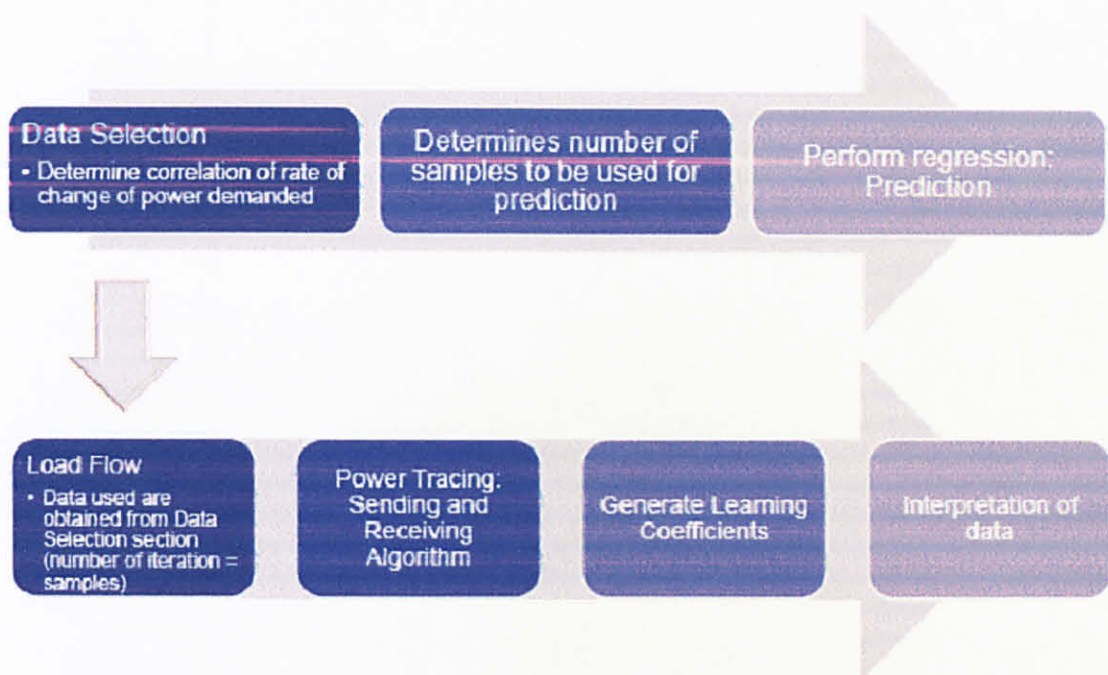 Data Selection
• Determine correlation of rate of
change of power demanded
Determines number of
samples to be used for
prediction
Perform regression:
Prediction
Load Flow
• Data used are
obtained from Data
Selection section
(number of iteration =
samples)
Power Tracing:
Sending and
Receiving
Algorithm
Generate Learning
Coefficients
Interpretation of
data